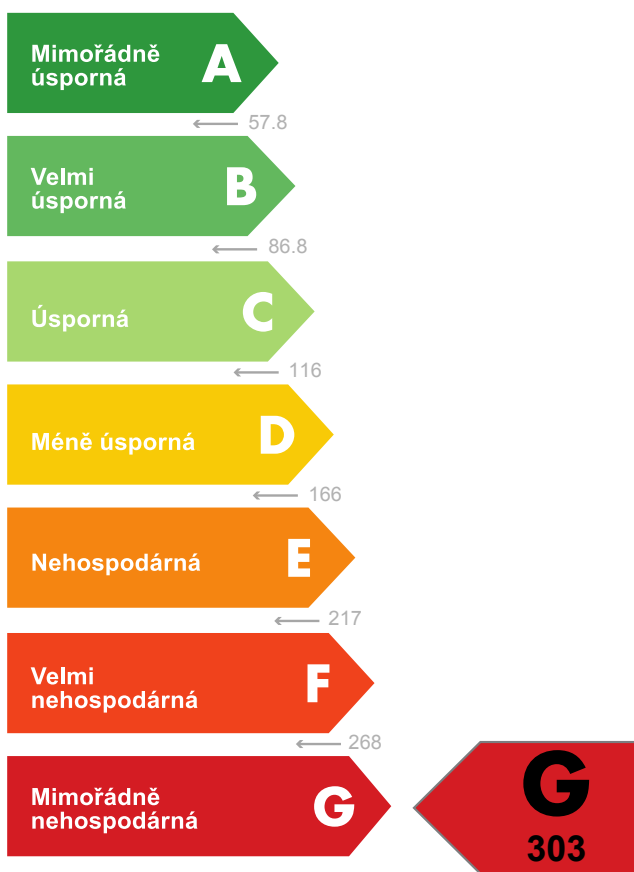 Mimořádně
úsporná
A
57.8
Velmi
úsporná
B
86.8
Úsporná
C
116
Méně úsporná
D
166
Nehospodárná
E
217
Velmi
nehospodárná
F
268
Mimořádně
nehospodárná
G
G
303